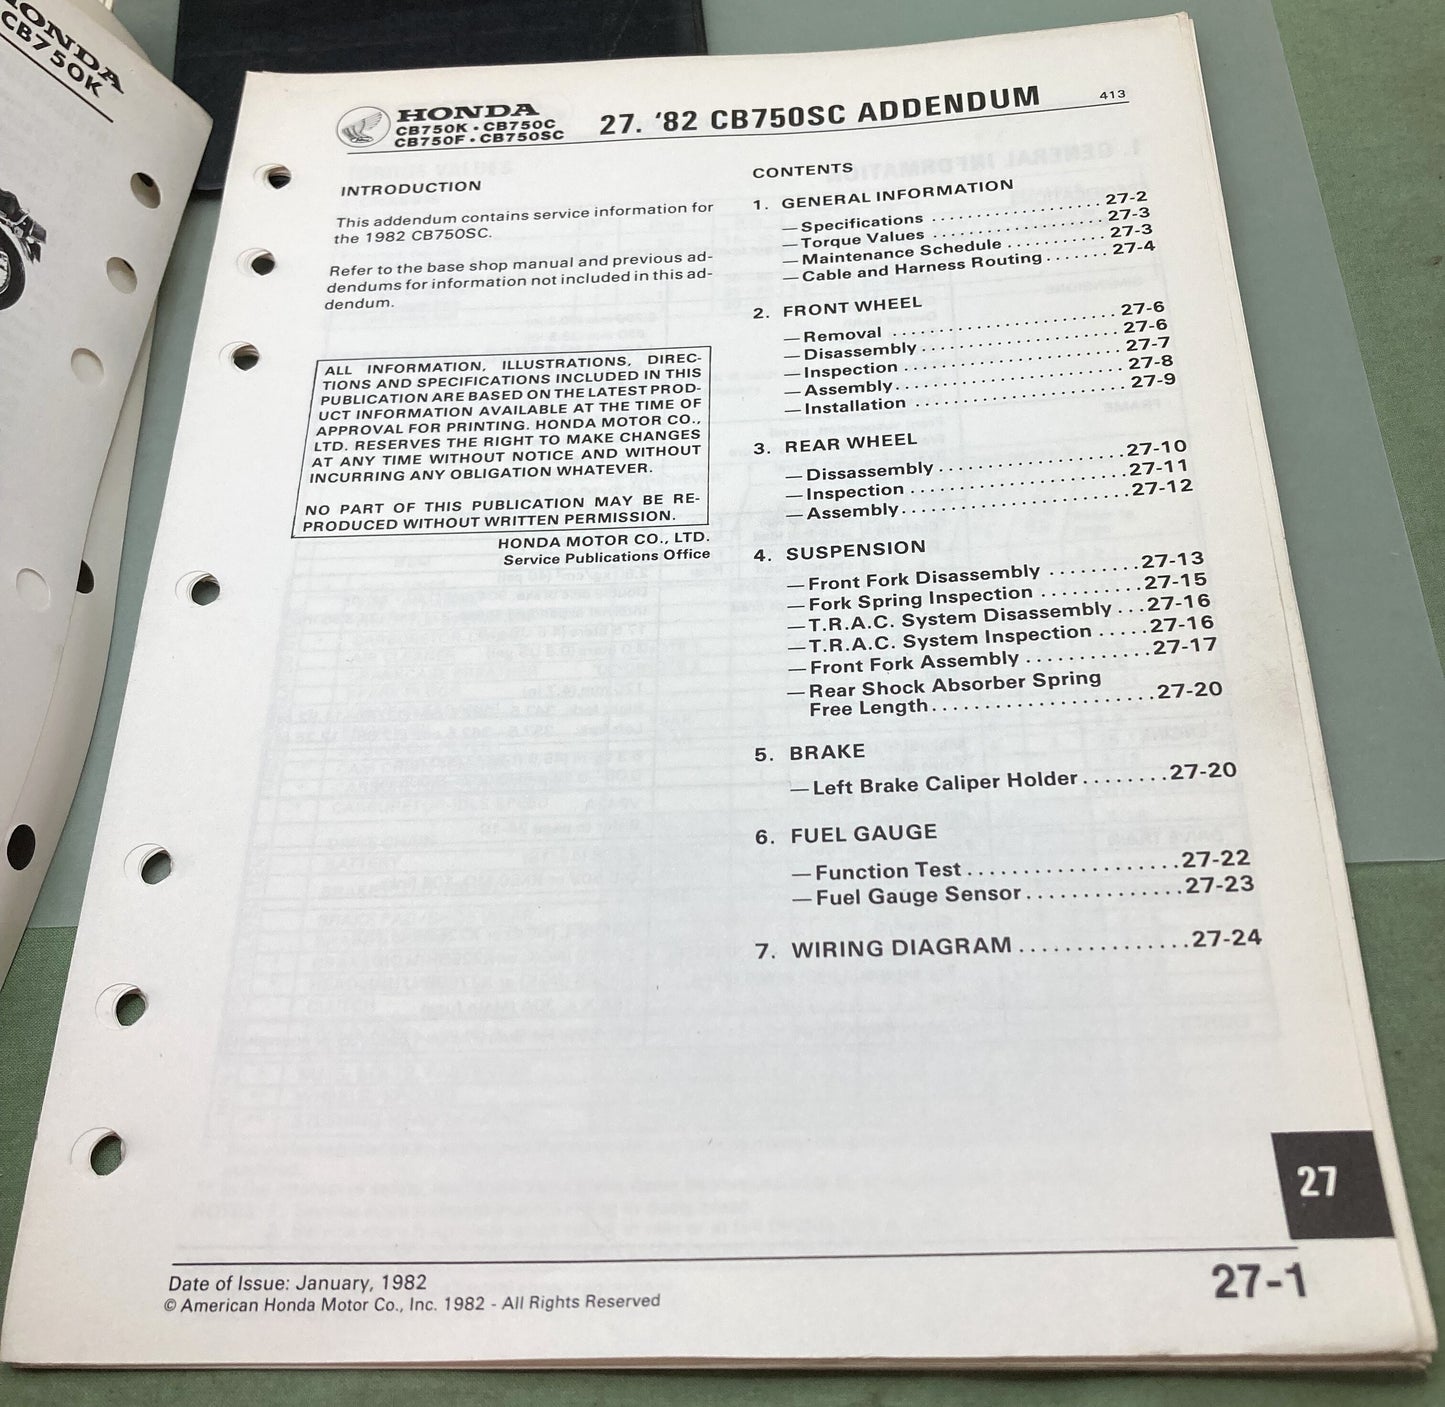 HONDA
CB750K
HONDA
CB750K • CB750C
CB750F • CB750SC
27. '82 CB750SC ADDENDUM
413
INTRODUCTION
This addendum contains service information for
the 1982 CB750SC.
Refer to the base shop manual and previous ad-
dendums for information not included in this ad-
dendum.
ALL INFORMATION, ILLUSTRATIONS, DIREC-
TIONS AND SPECIFICATIONS INCLUDED IN THIS
PUBLICATION ARE BASED ON THE LATEST PROD-
UCT INFORMATION AVAILABLE AT THE TIME OF
APPROVAL FOR PRINTING. HONDA MOTOR CO.,
LTD. RESERVES THE RIGHT TO MAKE CHANGES
AT ANY TIME WITHOUT NOTICE AND WITHOUT
INCURRING ANY OBLIGATION WHATEVER.
NO PART OF THIS PUBLICATION MAY BE RE-
PRODUCED WITHOUT WRITTEN PERMISSION.
HONDA MOTOR CO., LTD.
Service Publications Office
CONTENTS
1. GENERAL INFORMATION
—Specifications . . . . . . . . . . . . . . . . . . 27-2
—Torque Values . . . . . . . . . . . . . . . . . . 27-3
—Maintenance Schedule . . . . . . . . . . 27-3
—Cable and Harness Routing . . . . . . . 27-4
2. FRONT WHEEL
—Removal . . . . . . . . . . . . . . . . . . . . . . . 27-6
—Disassembly . . . . . . . . . . . . . . . . . . . . 27-6
—Inspection . . . . . . . . . . . . . . . . . . . . . . 27-7
—Assembly. . . . . . . . . . . . . . . . . . . . . . . 27-8
—Installation . . . . . . . . . . . . . . . . . . . . . 27-9
3. REAR WHEEL
—Dissassembly . . . . . . . . . . . . . . . . . . .27-10
—Inspection . . . . . . . . . . . . . . . . . . . . . .27-11
—Assembly. . . . . . . . . . . . . . . . . . . . . . .27-12
4. SUSPENSION
—Front Fork Disassembly . . . . . . . . .27-13
—Fork Spring Inspection . . . . . . . . . .27-15
—T.R.A.C. System Disassembly . . .27-16
—T.R.A.C. System Inspection . . . . .27-16
—Front Fork Assembly . . . . . . . . . . . .27-17
—Rear Shock Absorber Spring
Free Length. . . . . . . . . . . . . . . . . . . . .27-20
5. BRAKE
—Left Brake Caliper Holder . . . . . . . .27-20
6. FUEL GAUGE
—Function Test . . . . . . . . . . . . . . . . . . .27-22
—Fuel Gauge Sensor . . . . . . . . . . . . . .27-23
7. WIRING DIAGRAM . . . . . . . . . . . . . . .27-24
27
27-1
Date of Issue: January, 1982
© American Honda Motor Co., Inc. 1982 - All Rights Reserved